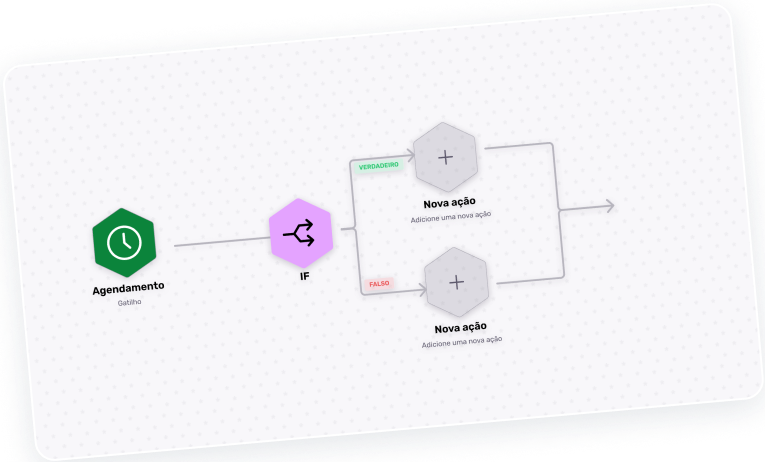 Agendamento
Gatilho
IF
VERDADEIRO
Nova ação
Adicione uma nova ação
FALSO
Nova ação
Adicione uma nova ação